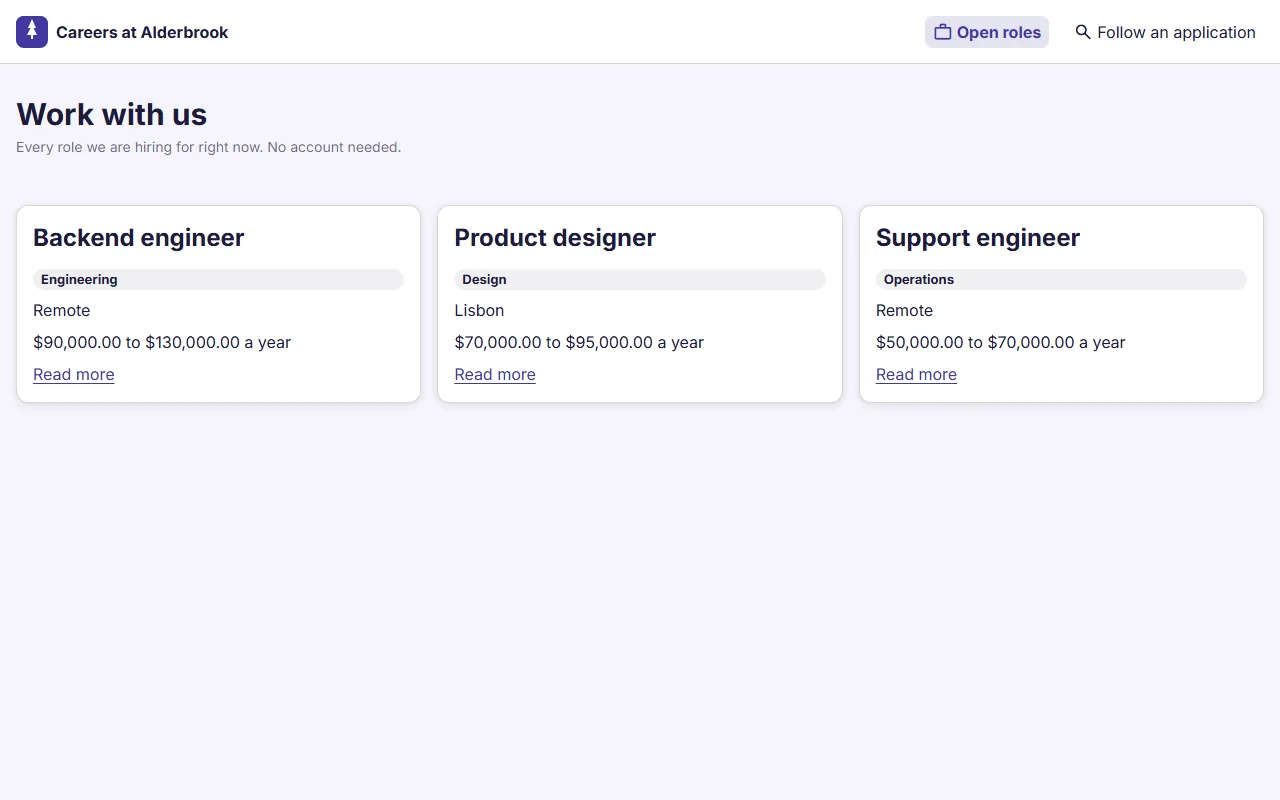 Careers at Alderbrook
Open roles
Follow an application
Work with us
Every role we are hiring for right now. No account needed.
Backend engineer
Engineering
Remote
$90,000.00 to $130,000.00 a year
Read more
Product designer
Design
Lisbon
$70,000.00 to $95,000.00 a year
Read more
Support engineer
Operations
Remote
$50,000.00 to $70,000.00 a year
Read more